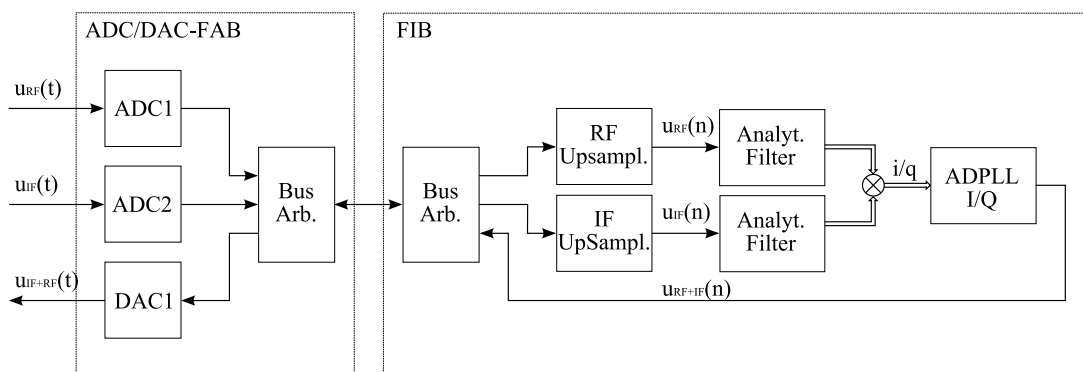 ADC/DAC-FAB
FIB
uRF(t)
ADC1
uIF(t)
ADC2
uIF+RF(t)
DAC1
Bus
Arb.
Bus
Arb.
RF
Upsampl.
uRF(n)
Analyt.
Filter
IF
UpSampl.
uIF(n)
Analyt.
Filter
i/q
ADPLL
I/Q
uRF+IF(n)